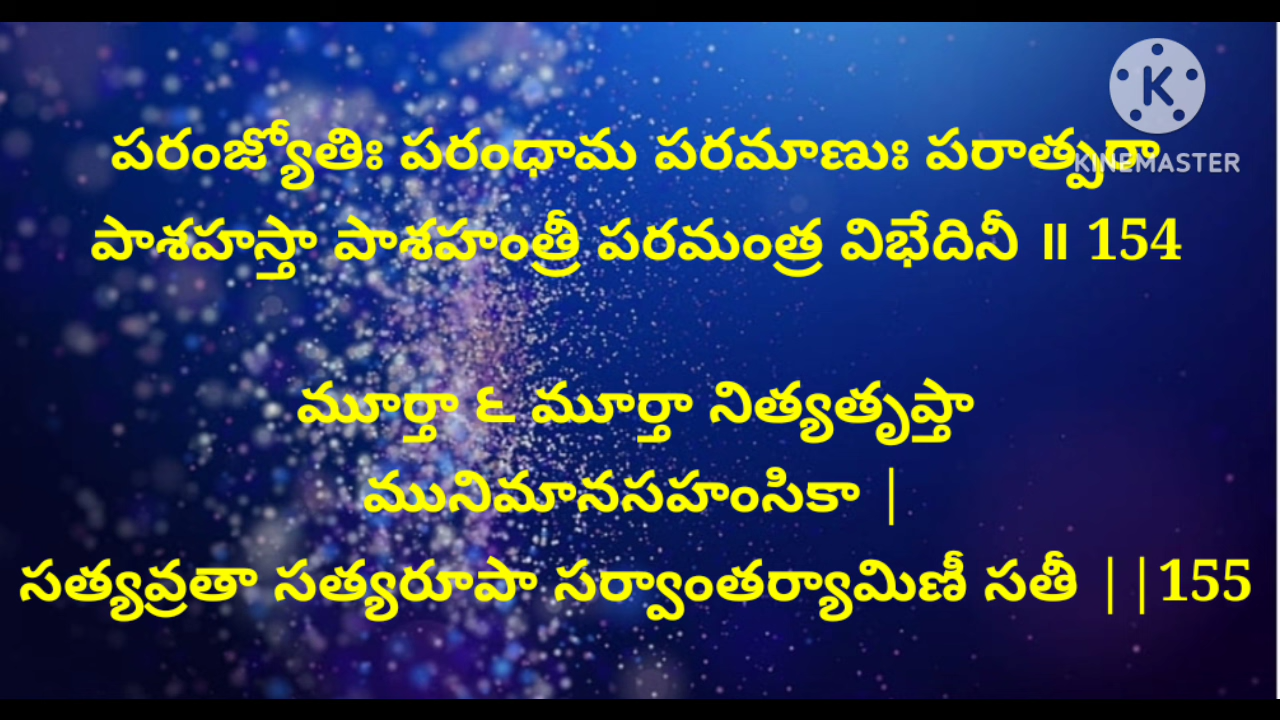 పరంజ్యోతిః పరంధామ పరమాణుః పరాత్పరా
పాశహస్తా పాశహంత్రీ పరమంత్ర విభేదినీ ॥ 154
మూర్తా ఓ మూర్తా నిత్యతృప్తా
మునిమానసహంసికా |
సత్యవ్రతా సత్యరూపా సర్వాంతర్యామిణీ సతీ ||155
K
KINEMASTER